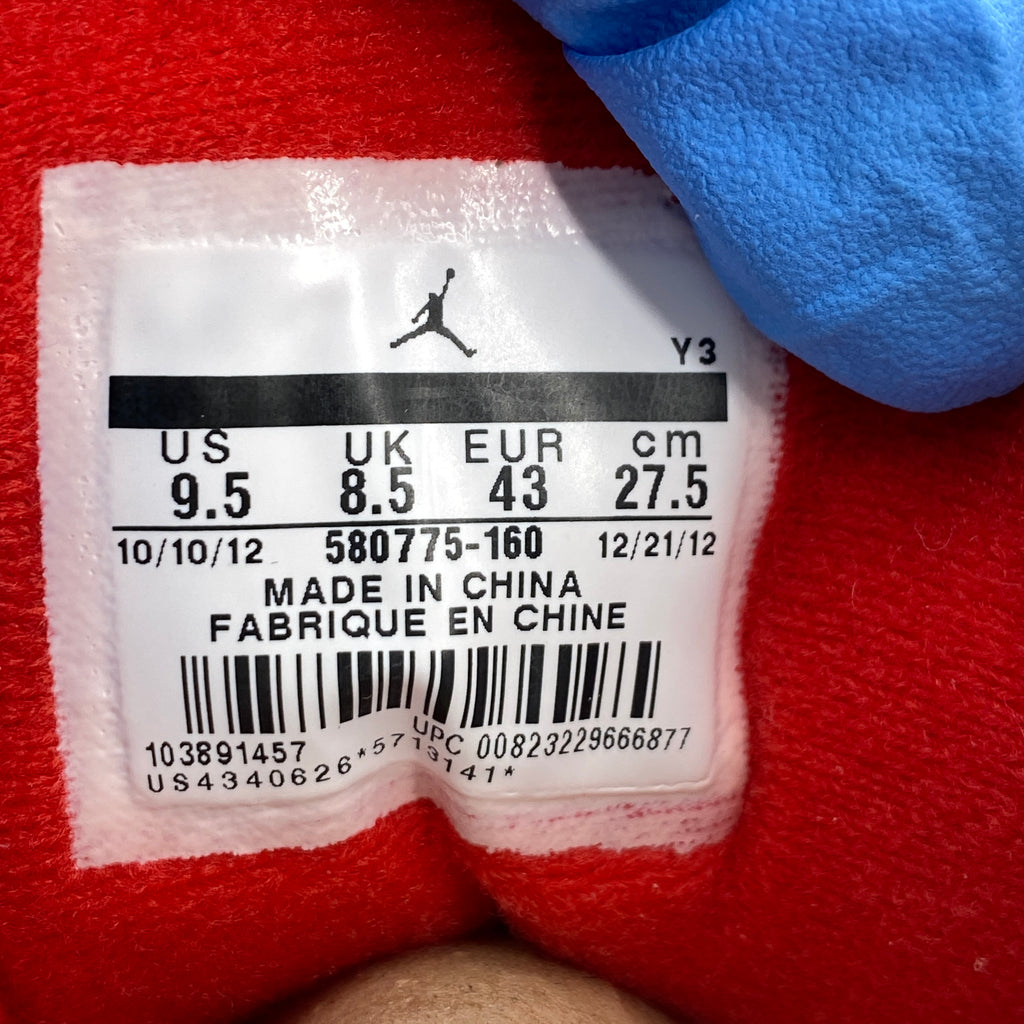 Y3
US UK EUR cm
9.5 8.5 43 27.5
10/10/12 580775-160 12/21/12
MADE IN CHINA
FABRIQUE EN CHINE
103891457 UPC 00823229666877
US4340626*5713141*